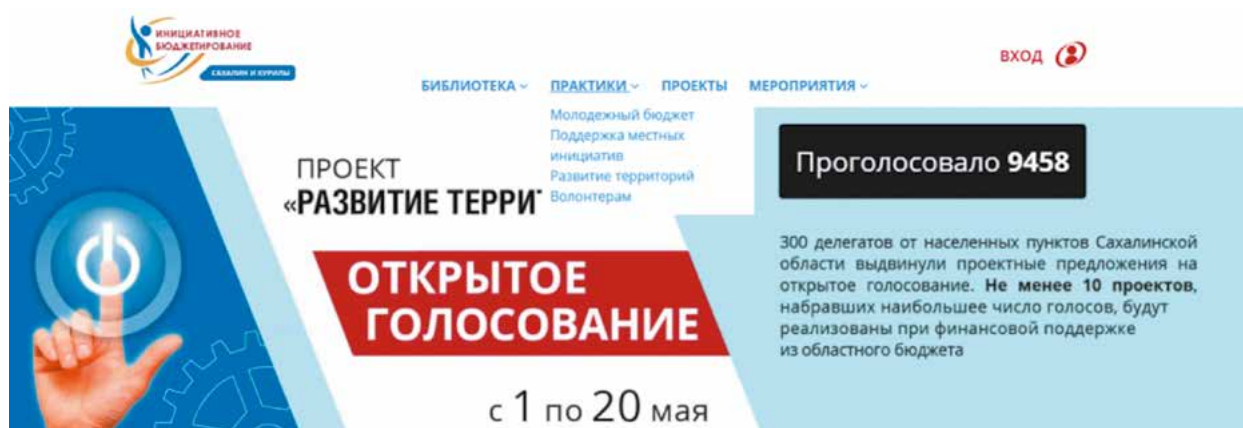 ИНИЦИАТИВНОЕ
БЮДЖЕТИРОВАНИЕ
САХАЛИН И КУРИЛЫ
ВХОД
БИБЛИОТЕКА ПРАКТИКИ ПРОЕКТЫ МЕРОПРИЯТИЯ
Молодежный бюджет
Поддержка местных
инициатив
Развитие территорий
Волонтерам
ПРОЕКТ
«РАЗВИТИЕ ТЕРРИ
ОТКРЫТОЕ
ГОЛОСОВАНИЕ
с 1 по 20 мая
Проголосовало 9458
300 делегатов от населенных пунктов Сахалинской
области выдвинули проектные предложения на
открытое голосование. Не менее 10 проектов,
набравших наибольшее число голосов, будут
реализованы при финансовой поддержке
из областного бюджета